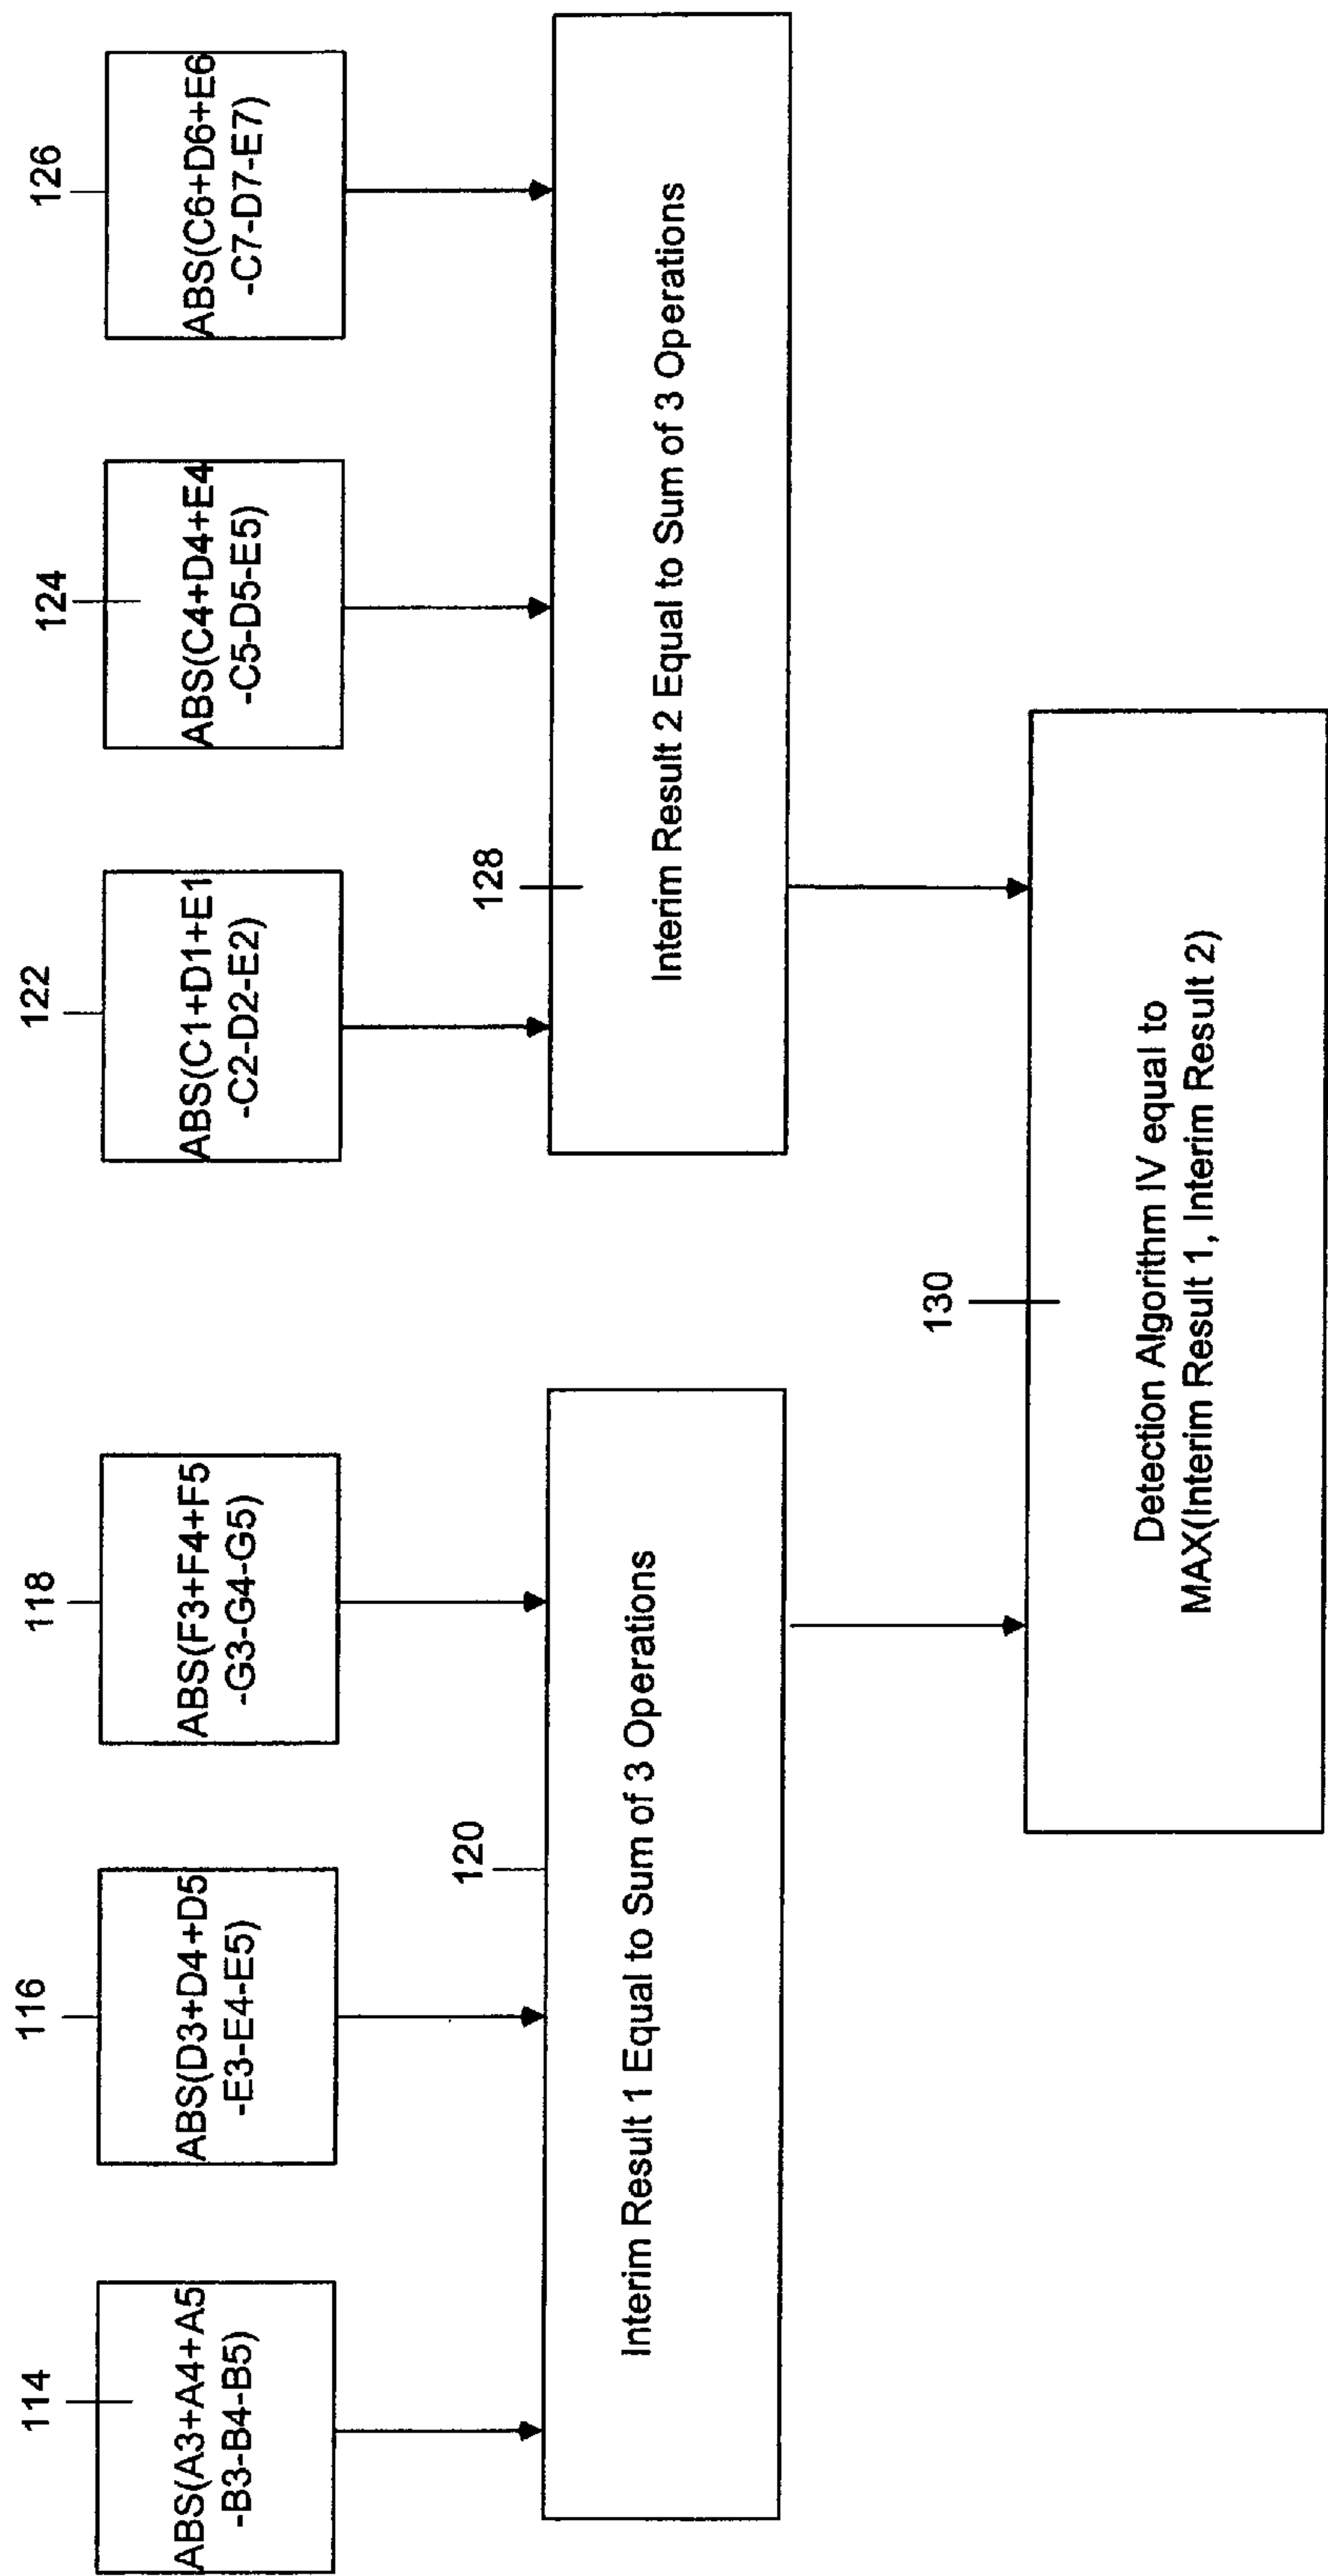 114
116
118
122
124
126
ABS(A3+A4+A5
-B3-B4-B5)
ABS(D3+D4+D5
-E3-E4-E5)
ABS(F3+F4+F5
-G3-G4-G5)
ABS(C1+D1+E1
-C2-D2-E2)
ABS(C4+D4+E4
-C5-D5-E5)
ABS(C6+D6+E6
-C7-D7-E7)
120
128
Interim Result 1 Equal to Sum of 3 Operations
Interim Result 2 Equal to Sum of 3 Operations
130
Detection Algorithm IV equal to
MAX(Interim Result 1, Interim Result 2)